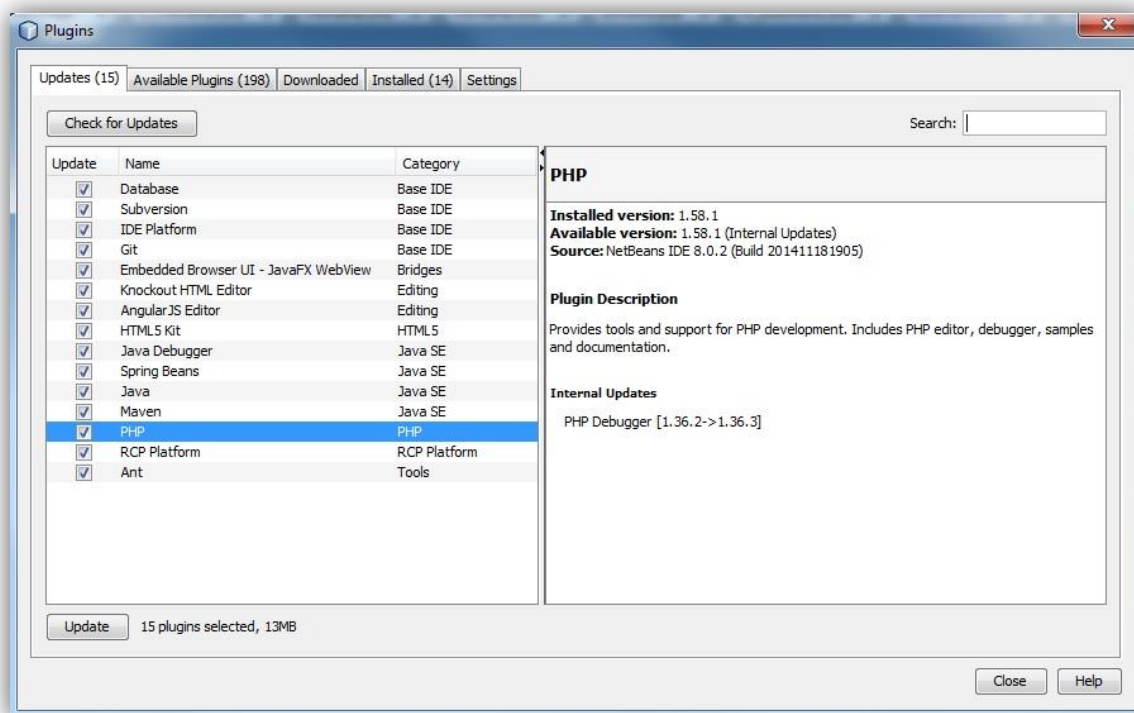 Plugins
Updates (15) Available Plugins (198) Downloaded Installed (14) Settings
Check for Updates Search:
Update Name Category
Database Base IDE
Subversion Base IDE
IDE Platform Base IDE
Git Base IDE
Embedded Browser UI - JavaFX WebView Bridges
Knockout HTML Editor Editing
AngularJS Editor Editing
HTML5 Kit HTML5
Java Debugger Java SE
Spring Beans Java SE
Java Java SE
Maven Java SE
PHP PHP
RCP Platform RCP Platform
Ant Tools
PHP
Installed version: 1.58.1
Available version: 1.58.1 (Internal Updates)
Source: NetBeans IDE 8.0.2 (Build 201411181905)
Plugin Description
Provides tools and support for PHP development. Includes PHP editor, debugger, samples
and documentation.
Internal Updates
PHP Debugger [1.36.2->1.36.3]
Update 15 plugins selected, 13MB
Close Help